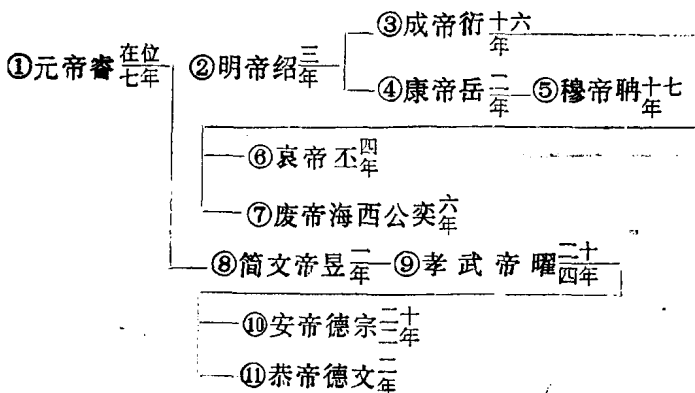 ③成帝衍十六年
①元帝睿在位七年 ②明帝绍三年
④康帝岳二年—⑤穆帝聃十七年
⑥哀帝丕四年
⑦废帝海西公奕六年
⑧简文帝昱一年—⑨孝武帝曜二十四年
⑩安帝德宗二十二年
⑪恭帝德文二年